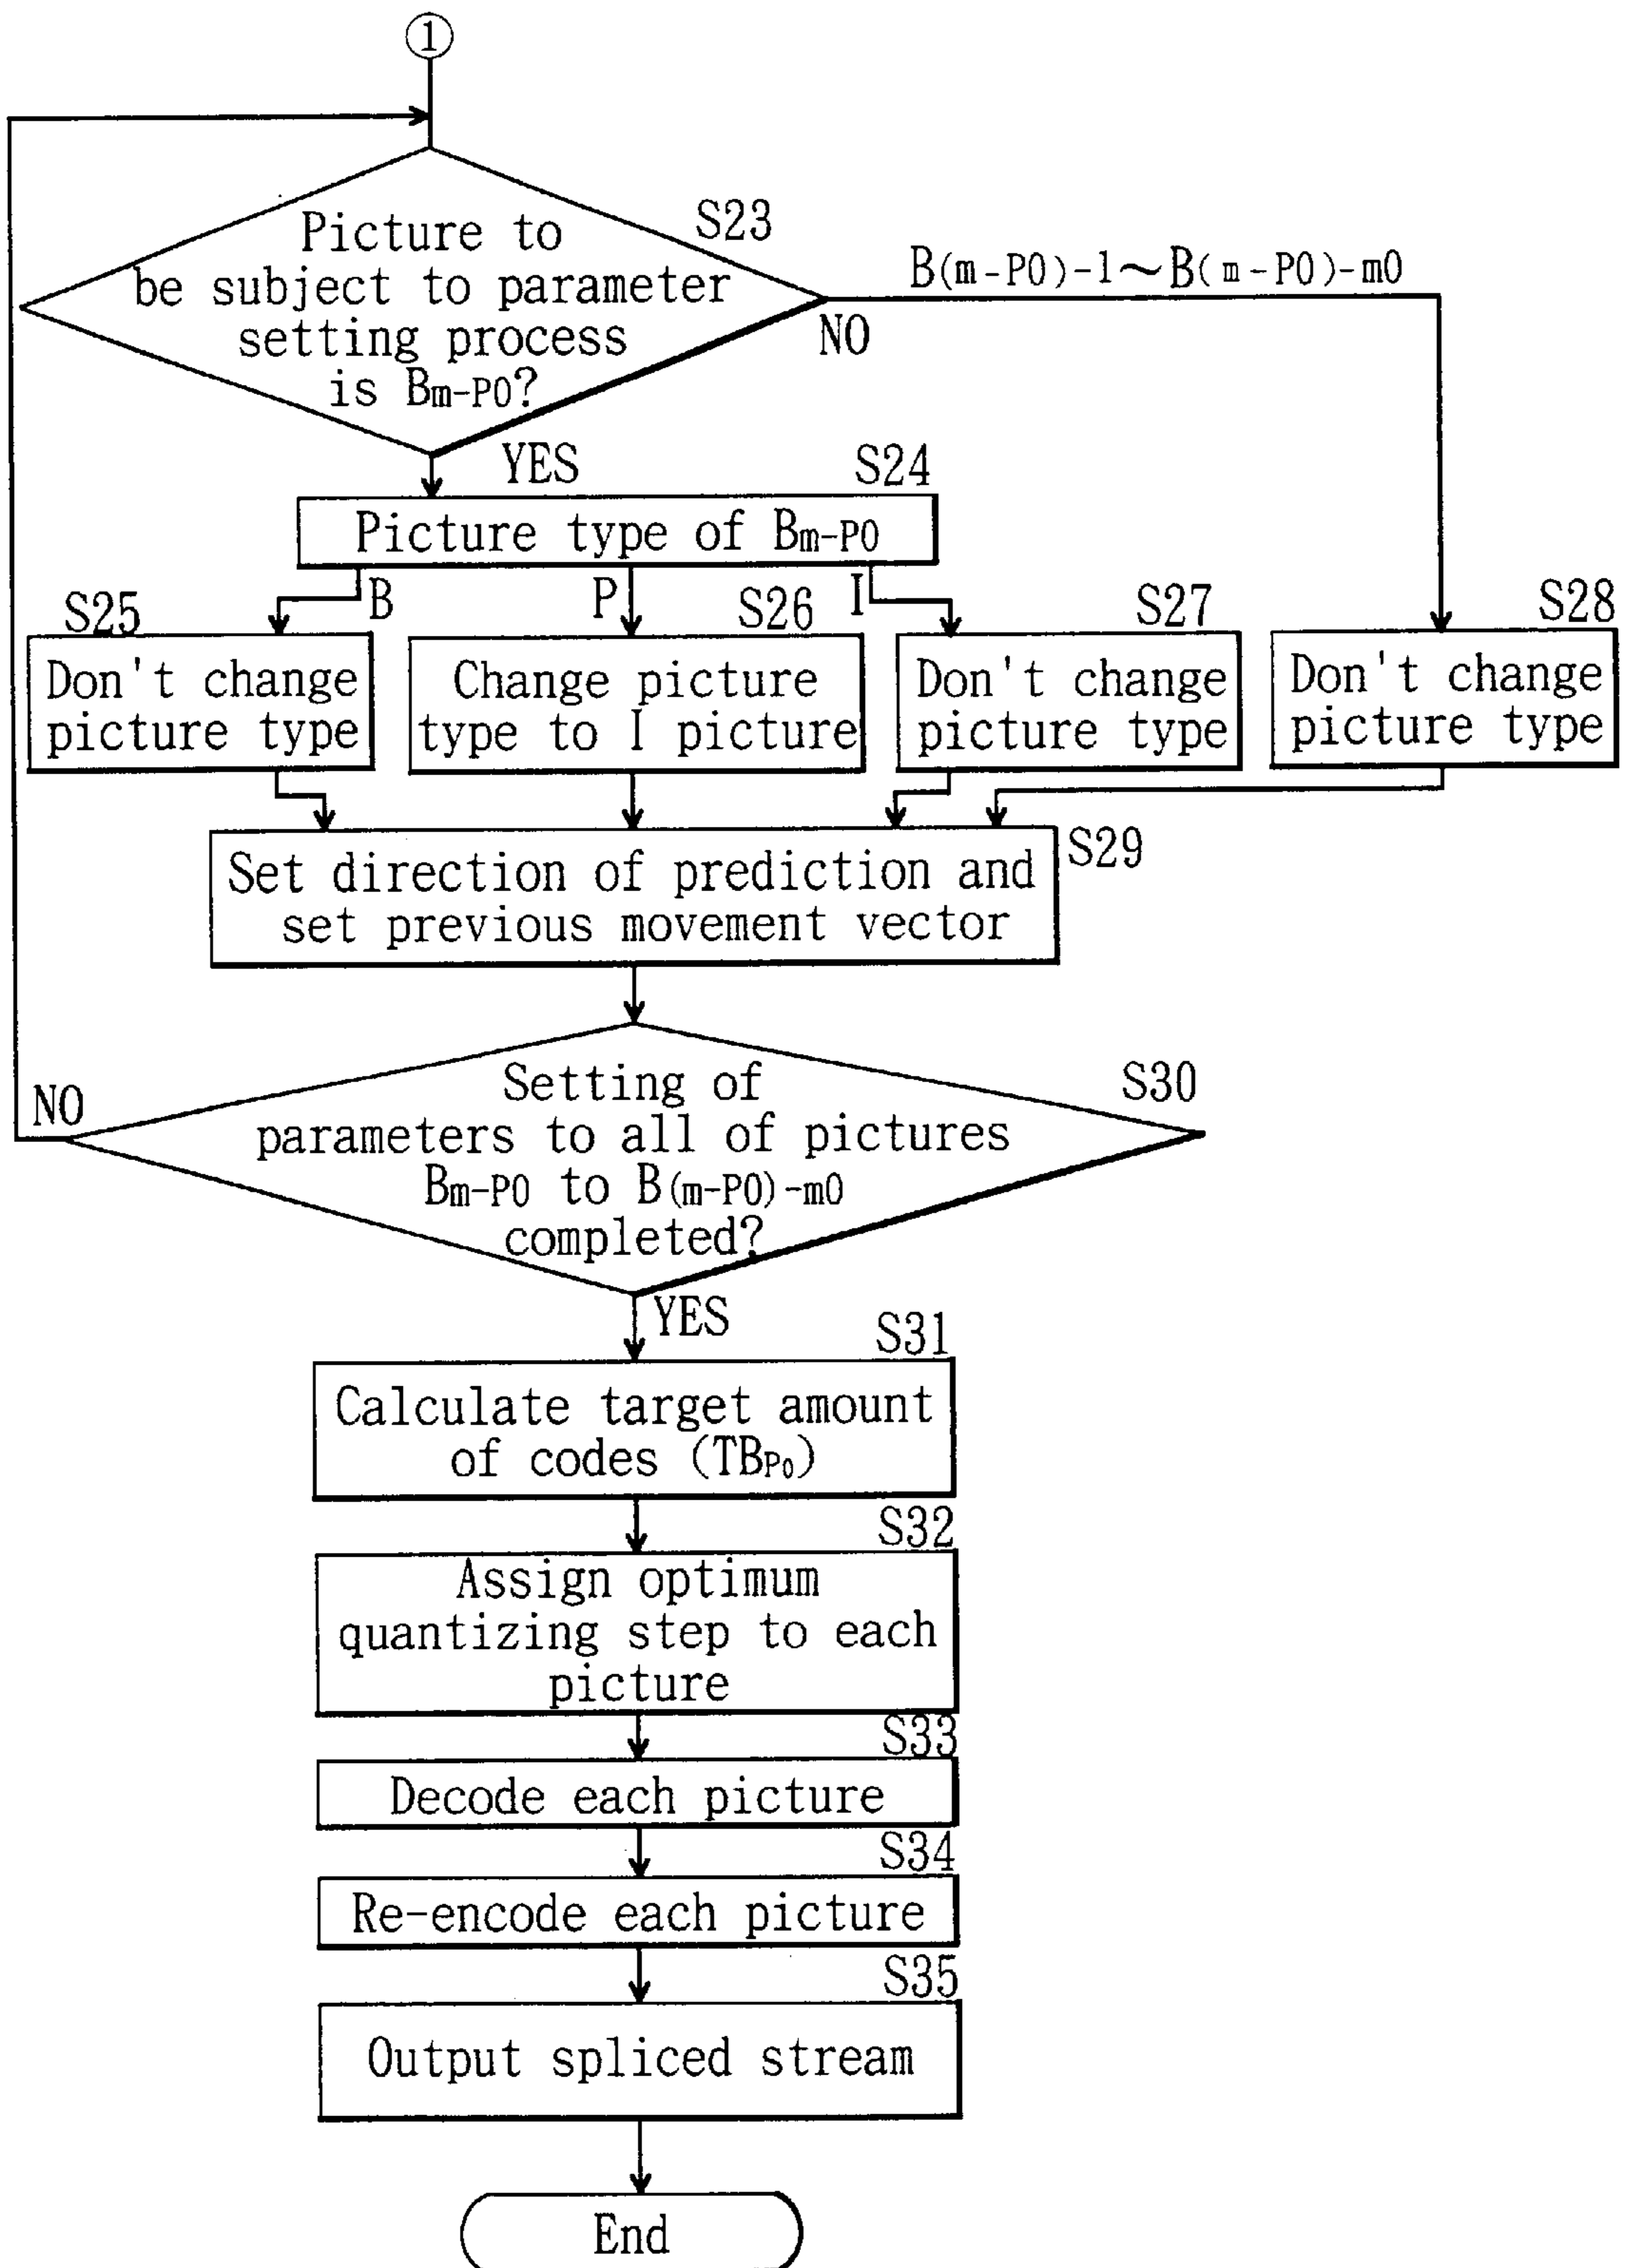 ①
S23
Picture to
be subject to parameter
setting process
is Bm-P0?
B(m-P0)-1~B(m-P0)-m0
NO
YES
S24
Picture type of Bm-P0
B
P
I
S25
Don't change
picture type
S26
Change picture
type to I picture
S27
Don't change
picture type
S28
Don't change
picture type
S29
Set direction of prediction and
set previous movement vector
S30
Setting of
parameters to all of pictures
Bm-P0 to B(m-P0)-m0
completed?
NO
YES
S31
Calculate target amount
of codes (TBP0)
S32
Assign optimum
quantizing step to each
picture
S33
Decode each picture
S34
Re-encode each picture
S35
Output spliced stream
End